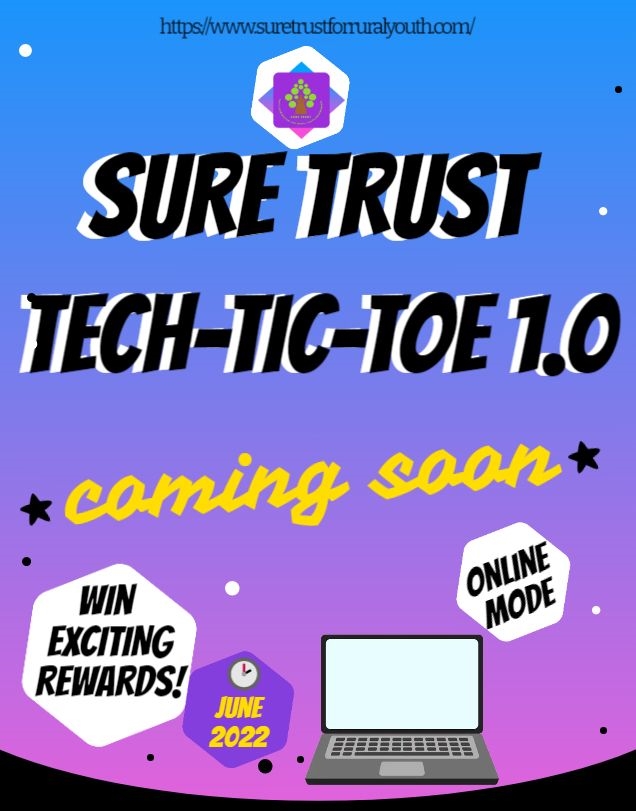 https://www.suretrustforruralyouth.com/
SURE TRUST
TECH-TIC-TOE 1.0
coming soon
ONLINE
MODE
WIN
EXCITING
REWARDS!
JUNE
2022